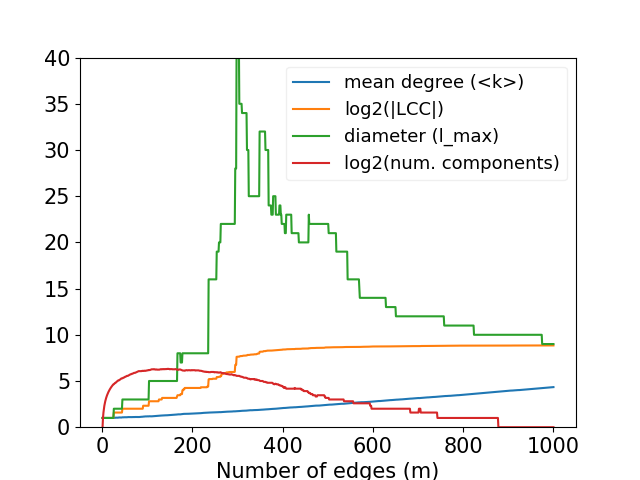 40
35
30
25
20
15
10
5
0
mean degree (<k>)
log2(|LCC|)
diameter (l_max)
log2(num. components)
0 200 400 600 800 1000
Number of edges (m)